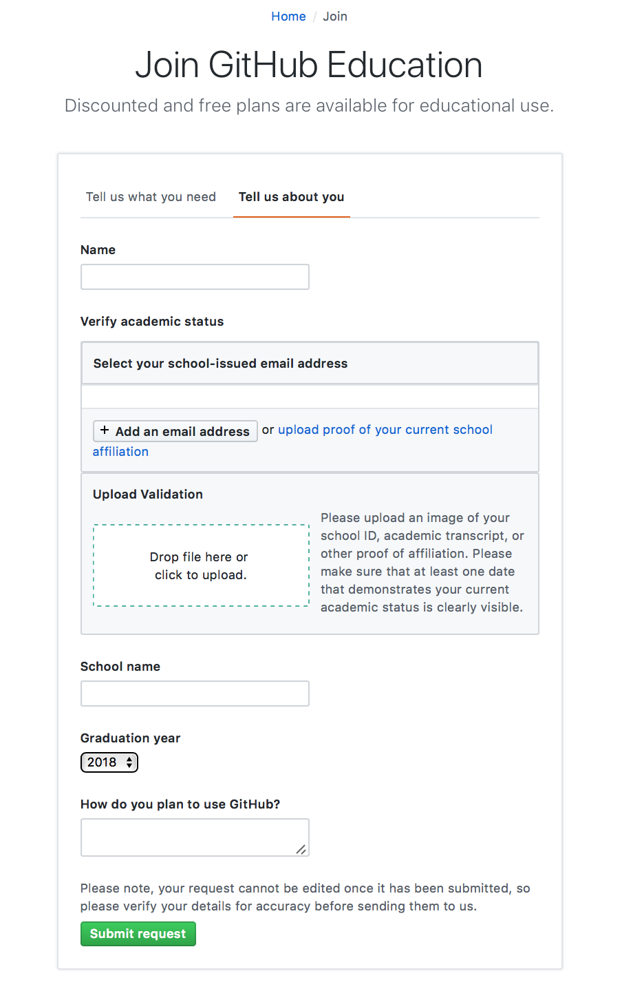 Home / Join
Join GitHub Education
Discounted and free plans are available for educational use.
Tell us what you need Tell us about you
Name
Verify academic status
Select your school-issued email address
+ Add an email address or upload proof of your current school
affiliation
Upload Validation
Drop file here or
click to upload.
Please upload an image of your
school ID, academic transcript, or
other proof of affiliation. Please
make sure that at least one date
that demonstrates your current
academic status is clearly visible.
School name
Graduation year
2018
How do you plan to use GitHub?
Please note, your request cannot be edited once it has been submitted, so
please verify your details for accuracy before sending them to us.
Submit request